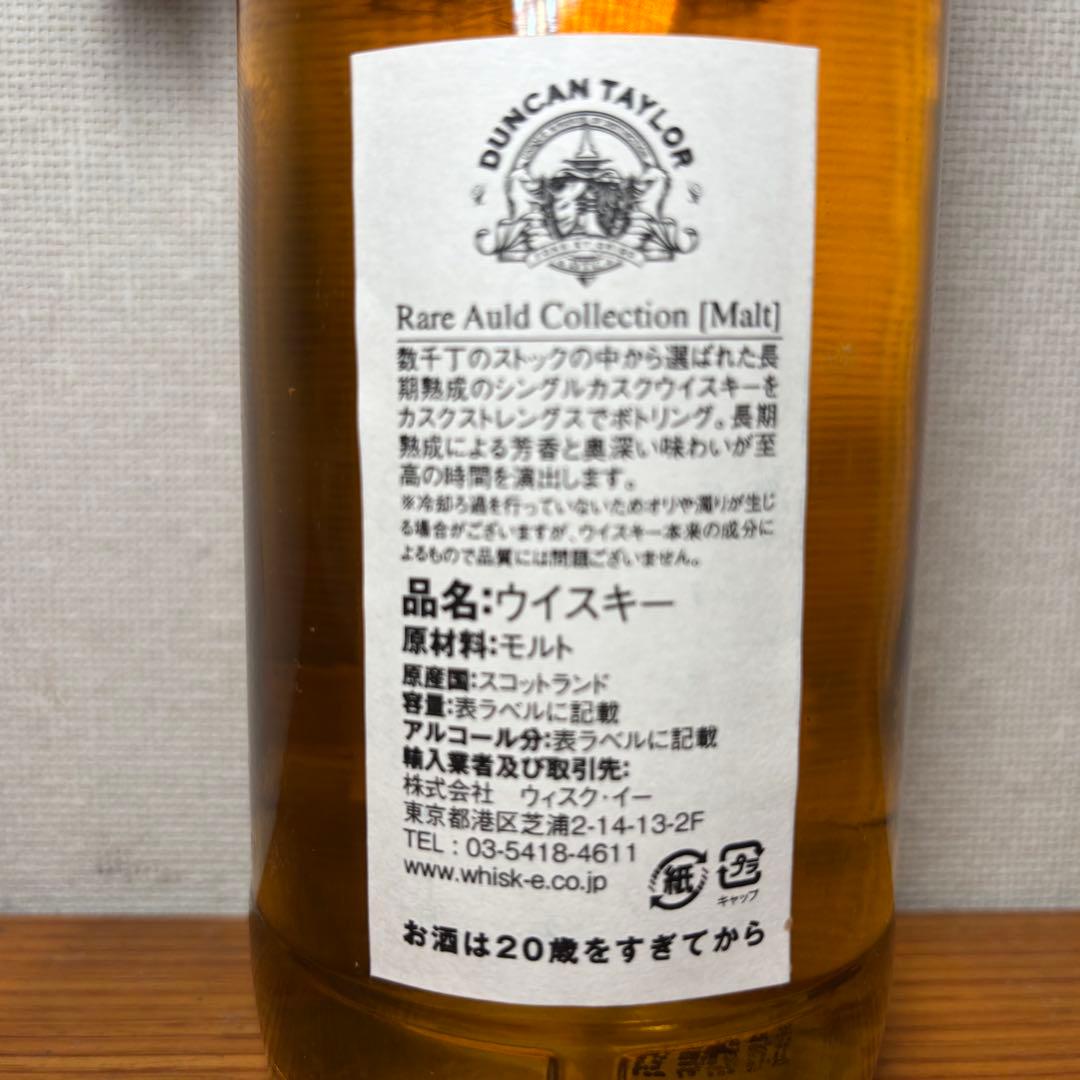 DUNCAN TAYLOR
Rare Auld Collection [Malt]
数千丁のストックの中から選ばれた長
期熟成のシングルカスクウイスキーを
カスクストレングスでボトリング。長期
熟成による芳香と奥深い味わいが至
高の時間を演出します。
※冷却ろ過を行っていないためオリや濁りが生じ
る場合がございますが、ウイスキー本来の成分に
よるもので品質には問題ございません。
品名:ウイスキー
原材料:モルト
原産国:スコットランド
容量:表ラベルに記載
アルコール分:表ラベルに記載
輸入業者及び取引先:
株式会社　ウィスク・イー
東京都港区芝浦2-14-13-2F
TEL : 03-5418-4611
www.whisk-e.co.jp
紙
プラ
キャップ
お酒は20歳をすぎてから